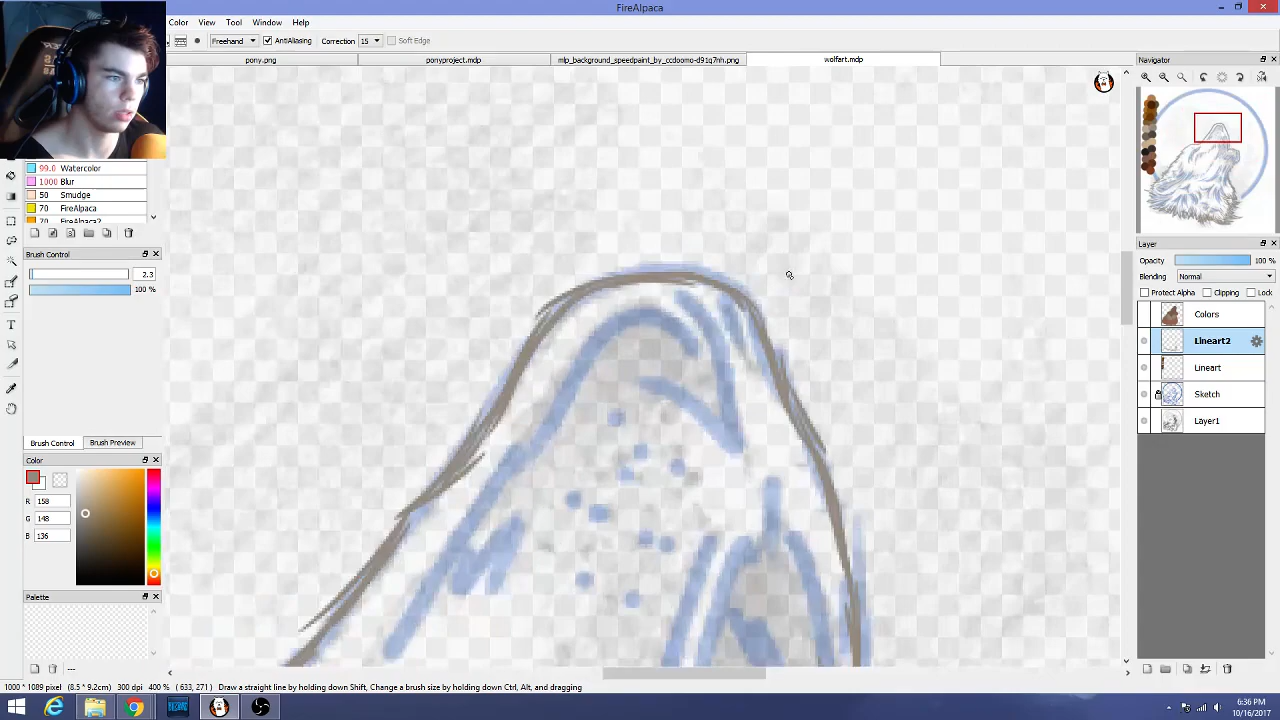 FireAlpaca
Color View Tool Window Help
Freehand AntiAliasing Correction 15 Soft Edge
pony.png ponyproject.mdp mlp_background_speedpaint_by_ccdoomo-d91q7nh.png wolfart.mdp
Navigator
99.0 Watercolor
1000 Blur
50 Smudge
70 FireAlpaca
70 FireAlpaca2
Brush Control
2.3
100 %
Brush Control Brush Preview
Color
R 158
G 148
B 136
Palette
---
Layer
Opacity 100 %
Blending Normal
Protect Alpha Clipping Lock
Colors
Lineart2
Lineart
Sketch
Layer1
1000 * 1089 pixel (8.5 * 9.2cm) 300 dpi 400 % (633, 271) Draw a straight line by holding down Shift, Change a brush size by holding down Ctrl, Alt, and dragging
6:36 PM
10/16/2017